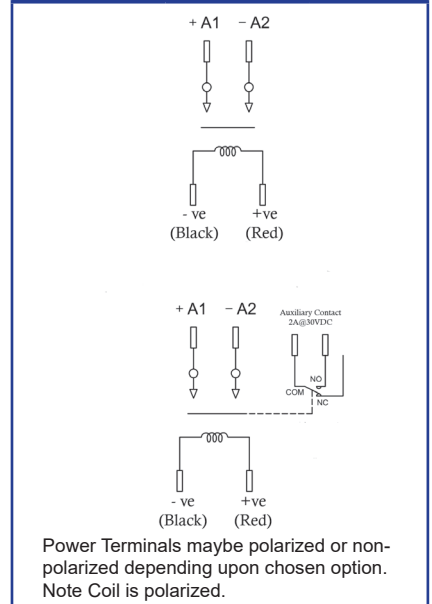 + A1 − A2
- ve +ve
(Black) (Red)
+ A1 − A2
Auxiliary Contact
2A@30VDC
NO
COM
NC
- ve +ve
(Black) (Red)
Power Terminals maybe polarized or non-
polarized depending upon chosen option.
Note Coil is polarized.